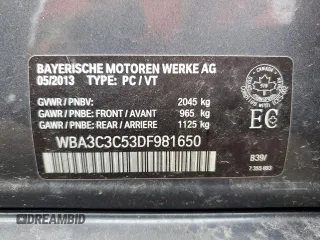 BAYERISCHE MOTOREN WERKE AG
05/2013 TYPE: PC/VT
GVWR / PNBV: 2045 kg
GAWR / PNBE: FRONT / AVANT 965 kg
GAWR / PNBE: REAR / ARRIERE 1125 kg
WBA3C3C53DF981650
EC
B39/
DREAMBID